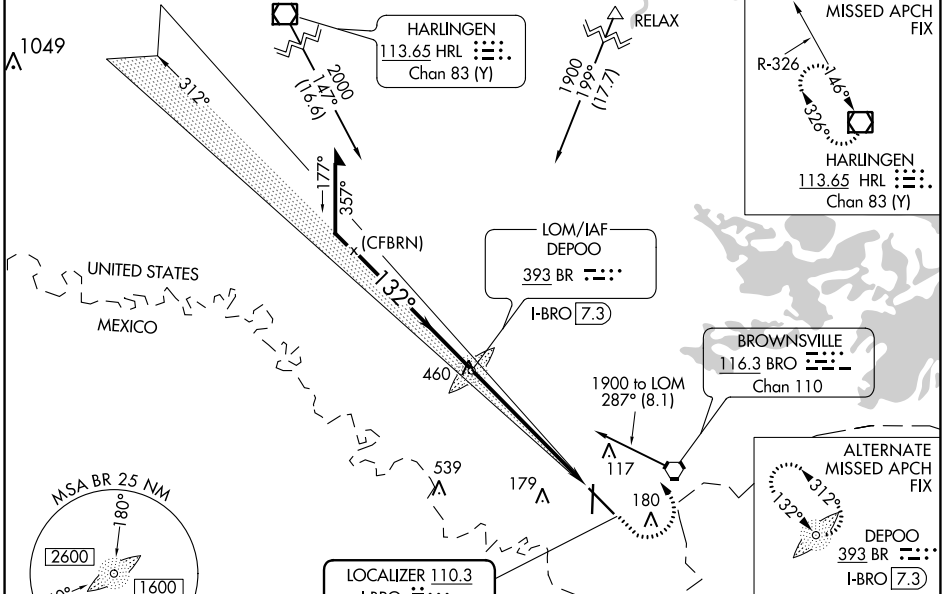 1049
HARLINGEN
113.65 HRL
Chan 83 (Y)
RELAX
MISSED APCH
FIX
R-326
146°
326°
HARLINGEN
113.65 HRL
Chan 83 (Y)
2000
147°
(16.6)
1900
199°
(17.7)
312°
177°
357°
(CFBRN)
132°
LOM/IAF
DEPOO
393 BR
I-BRO 7.3
UNITED STATES
MEXICO
460
BROWNSVILLE
116.3 BRO
Chan 110
1900 to LOM
287° (8.1)
117
539
179
180
ALTERNATE
MISSED APCH
FIX
312°
132°
DEPOO
393 BR
I-BRO 7.3
MSA BR 25 NM
180°
2600
1600
LOCALIZER 110.3
I-BRO